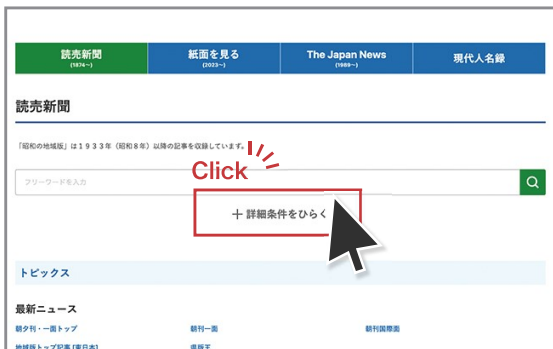 読売新聞
(1874～)
紙面を見る
(2023～)
The Japan News
(1989～)
現代人名録
読売新聞
「昭和の地域版」は1933年（昭和8年）以降の記事を収録しています。
Click
フリーワードを入力
＋詳細条件をひらく
トピックス
最新ニュース
朝夕刊・一面トップ
朝刊一面
朝刊国際面
地域版トップ記事 [東日本]